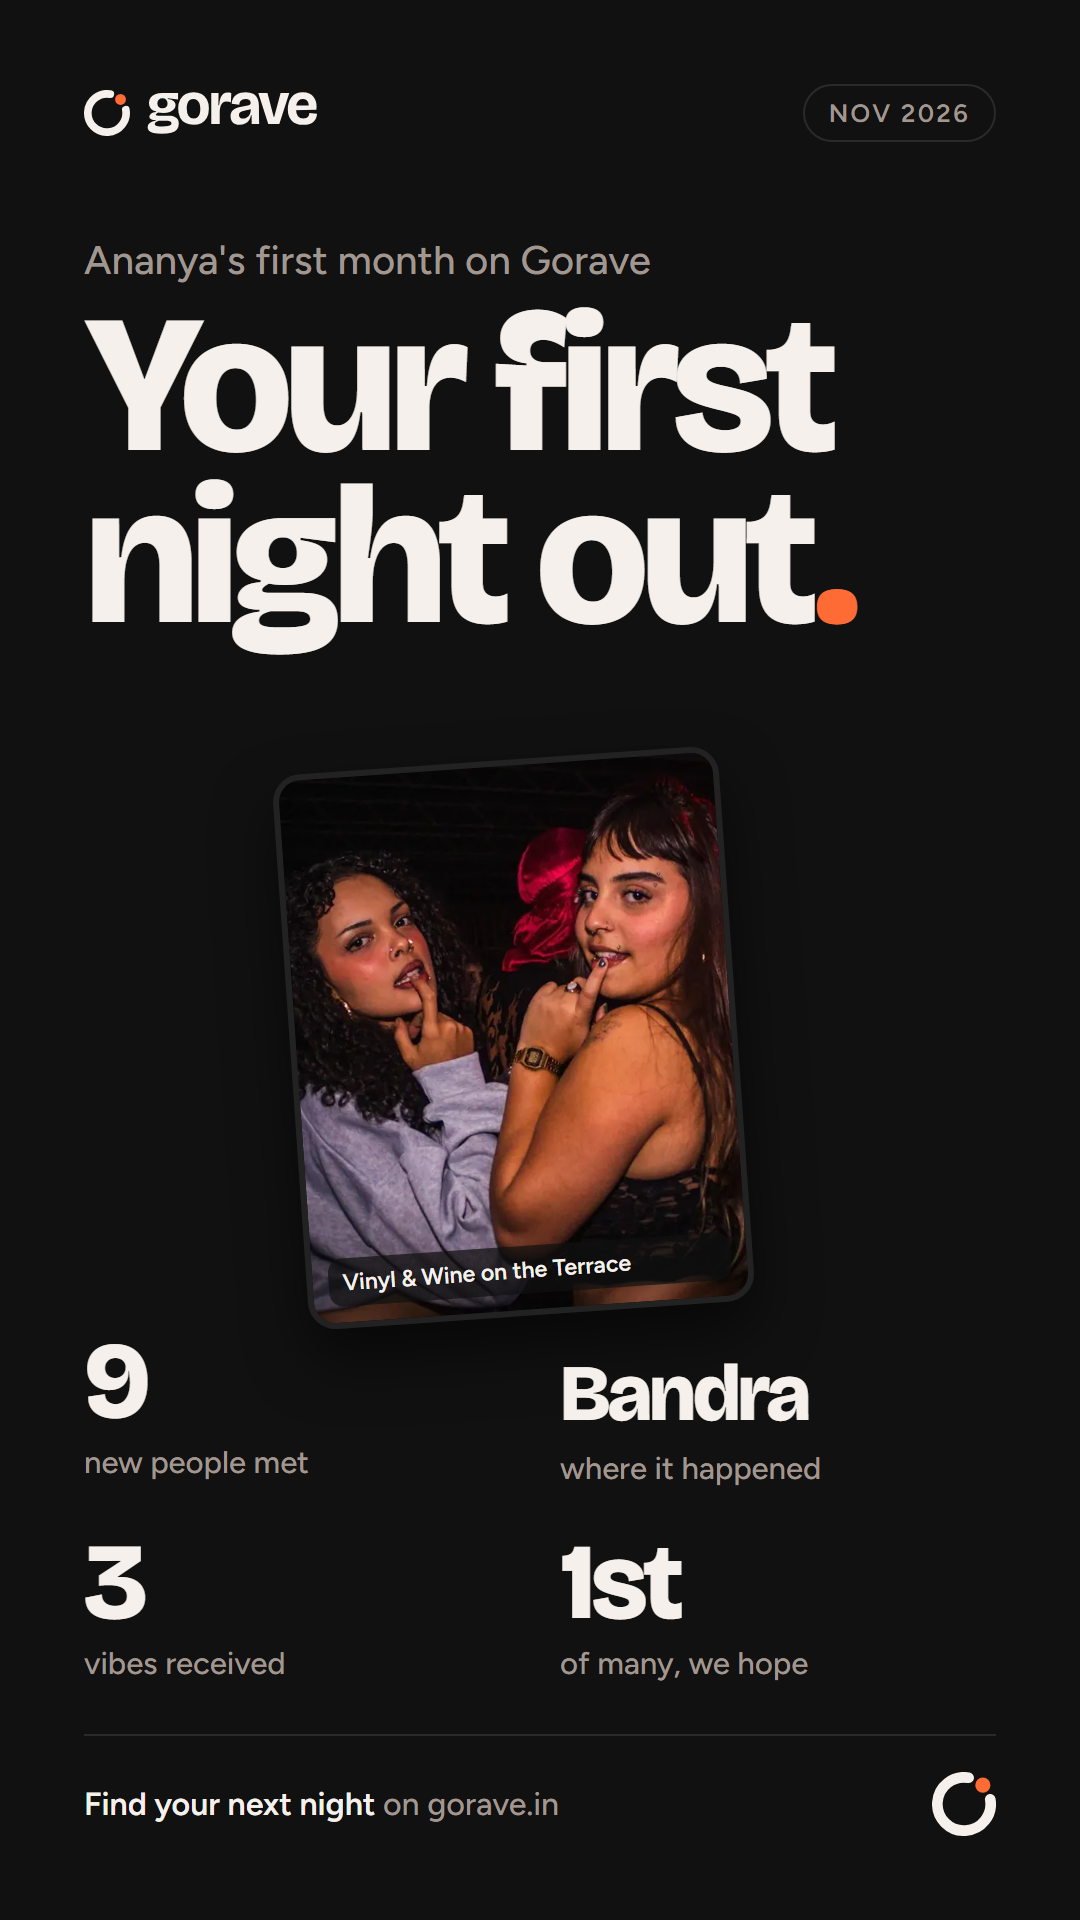 gorave
NOV 2026
Ananya's first month on Gorave
Your first
night out.
Vinyl & Wine on the Terrace
9
new people met
Bandra
where it happened
3
vibes received
1st
of many, we hope
Find your next night on gorave.in